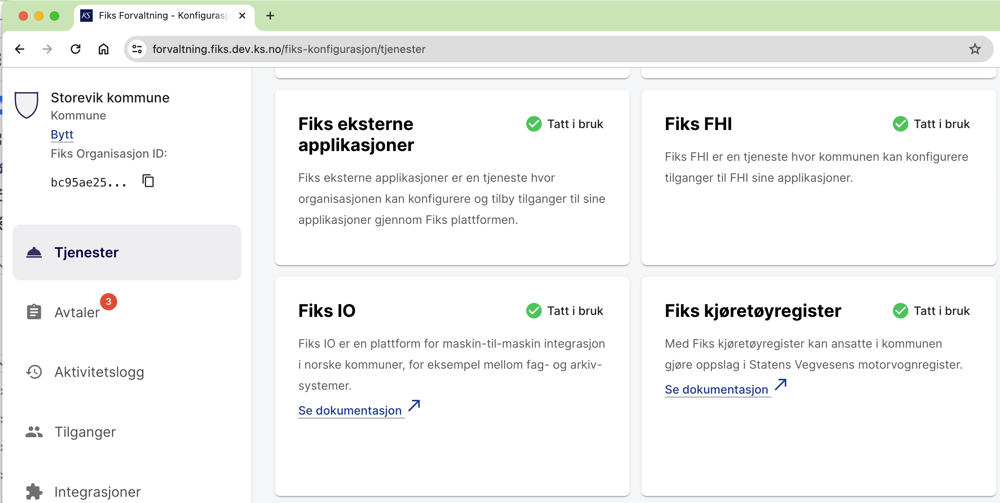 KS Fiks Forvaltning - Konfigurasj
forvaltning.fiks.dev.ks.no/fiks-konfigurasjon/tjenester
Storevik kommune
Kommune
Bytt
Fiks Organisasjon ID:
bc95ae25...
Tjenester
Avtaler
3
Aktivitetslogg
Tilganger
Integrasjoner
Fiks eksterne
applikasjoner
Tatt i bruk
Fiks eksterne applikasjoner er en tjeneste hvor
organisasjonen kan konfigurere og tilby tilganger til sine
applikasjoner gjennom Fiks plattformen.
Fiks FHI
Tatt i bruk
Fiks FHI er en tjeneste hvor kommunen kan konfigurere
tilganger til FHI sine applikasjoner.
Fiks IO
Tatt i bruk
Fiks IO er en plattform for maskin-til-maskin integrasjon
i norske kommuner, for eksempel mellom fag- og arkiv-
systemer.
Se dokumentasjon
Fiks kjøretøyregister
Tatt i bruk
Med Fiks kjøretøyregister kan ansatte i kommunen
gjøre oppslag i Statens Vegvesens motorvognregister.
Se dokumentasjon